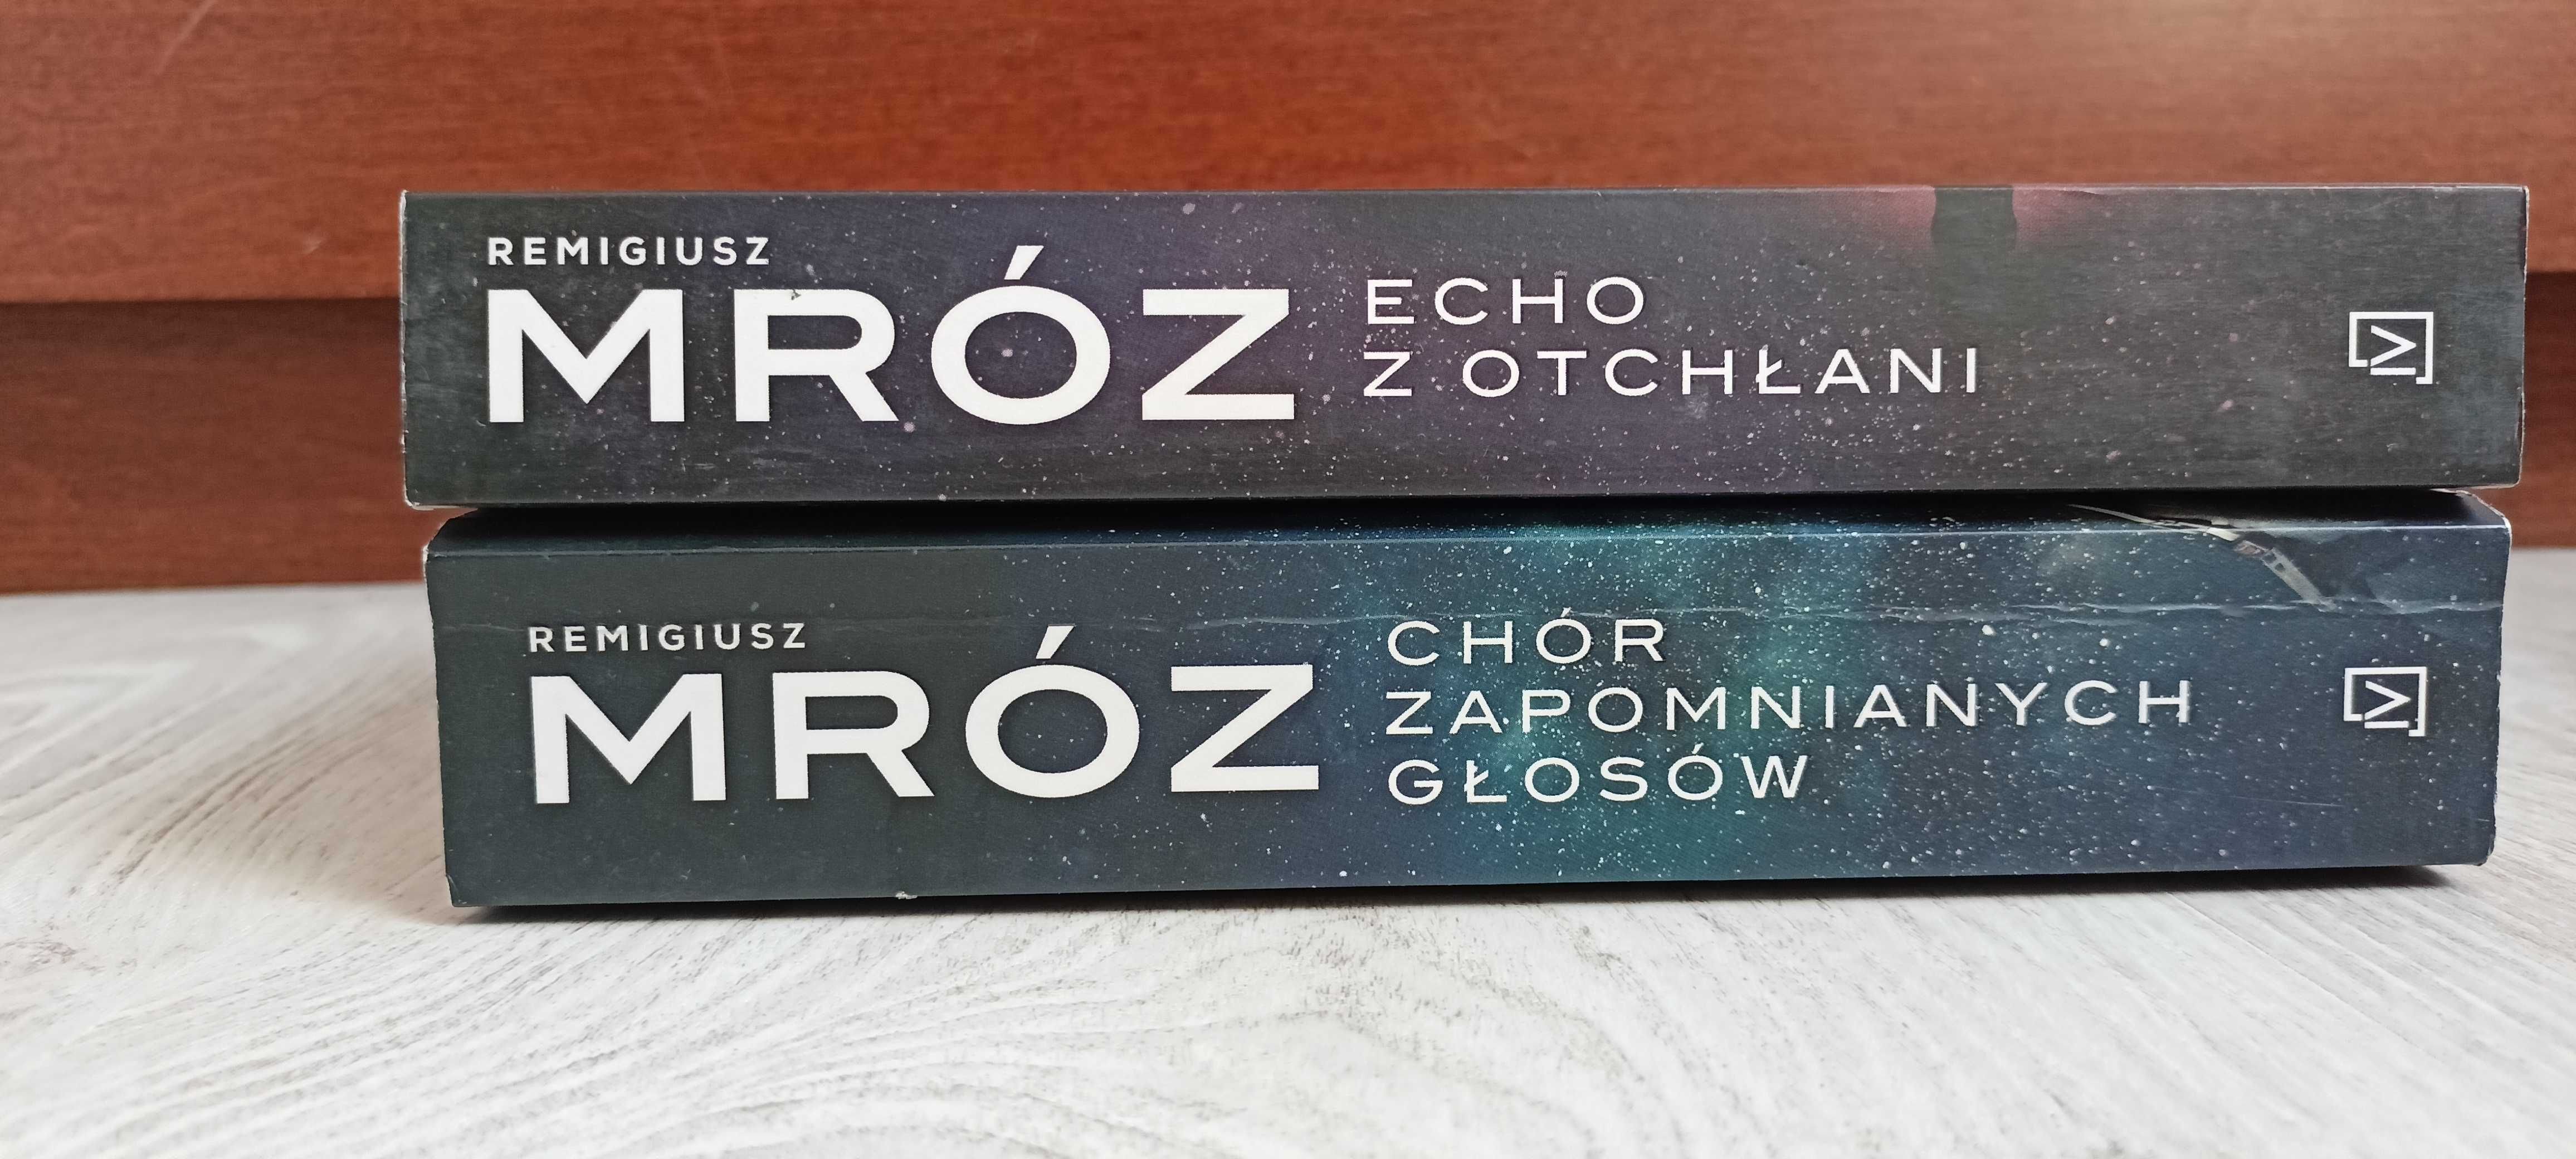 REMIGIUSZ
MRÓZ
ECHO
Z OTCHŁANI
REMIGIUSZ
MRÓZ
CHÓR
ZAPOMNIANYCH
GŁOSÓW